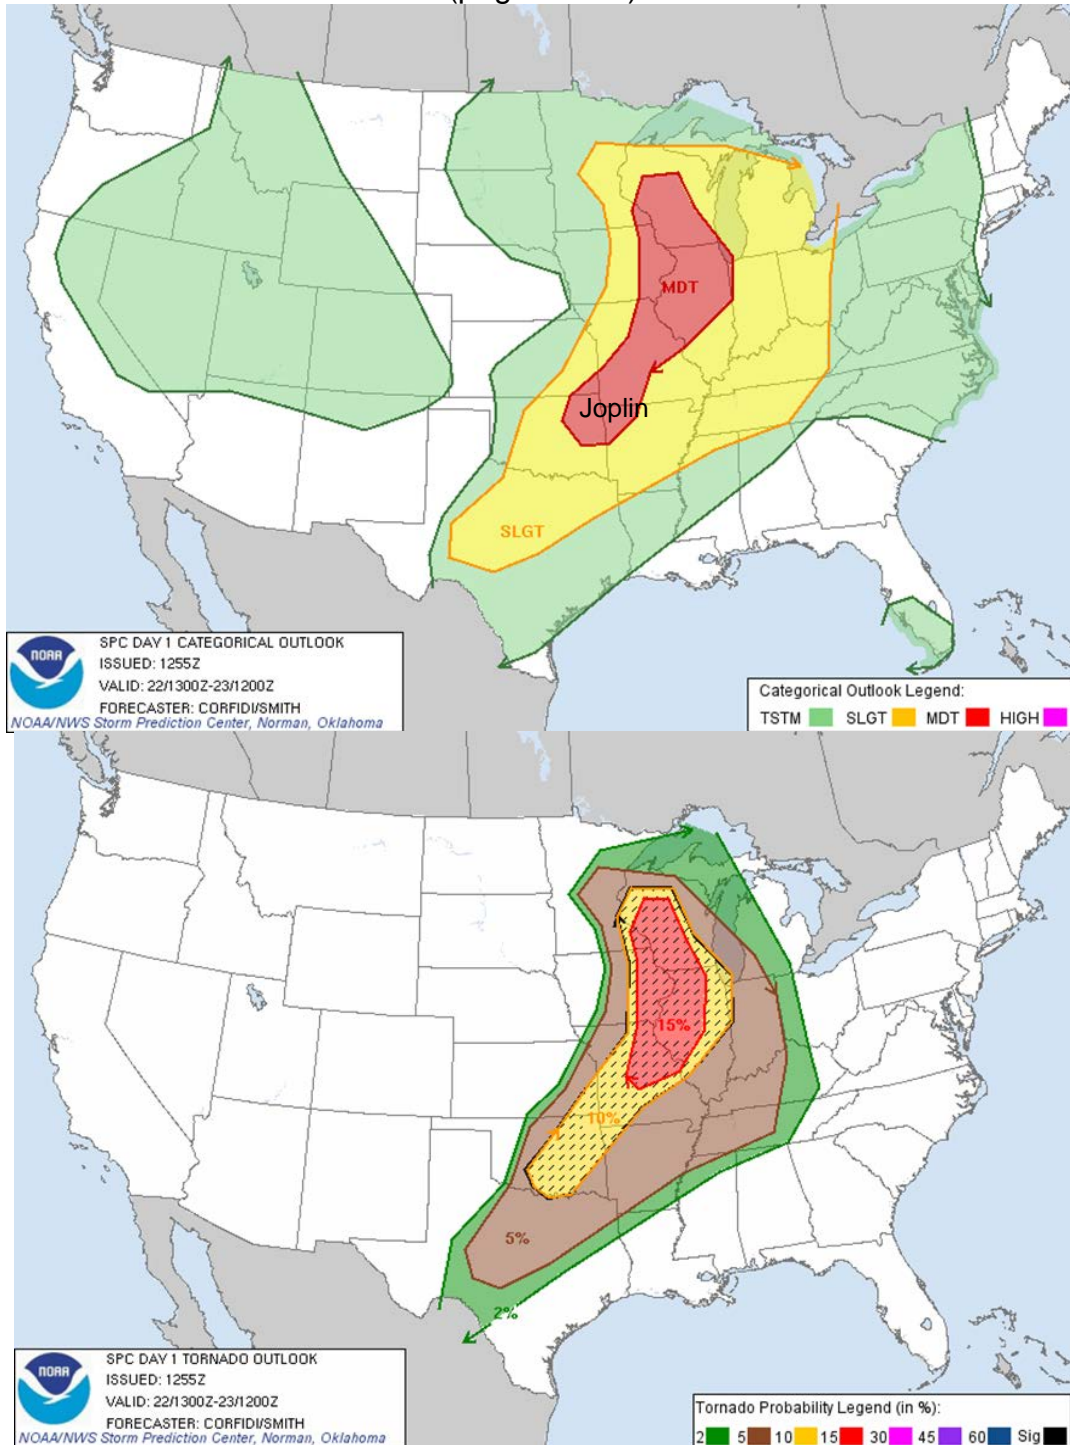 MDT
Joplin
SLGT
NOAA
SPC DAY 1 CATEGORICAL OUTLOOK
ISSUED: 1255Z
VALID: 22/1300Z-23/1200Z
FORECASTER: CORFIDI/SMITH
NOAA/NWS Storm Prediction Center, Norman, Oklahoma
Categorical Outlook Legend:
TSTM SLGT MDT HIGH
15%
10%
5%
2%
NOAA
SPC DAY 1 TORNADO OUTLOOK
ISSUED: 1255Z
VALID: 22/1300Z-23/1200Z
FORECASTER: CORFIDI/SMITH
NOAA/NWS Storm Prediction Center, Norman, Oklahoma
Tornado Probability Legend (in %):
2 5 10 15 30 45 60 Sig